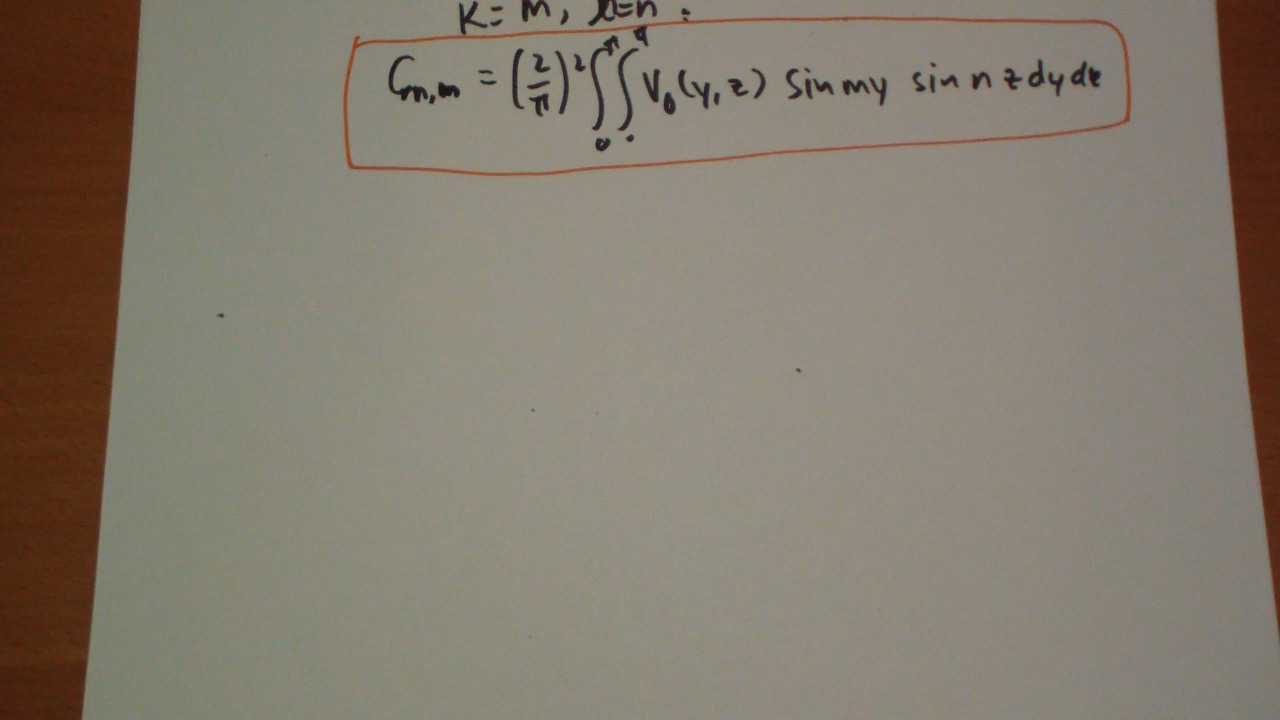 K = m, l=n :
C_{m,m} = (2/π)² ∫₀^π ∫₀^π V₀(y,z) sin my sin nz dy dz